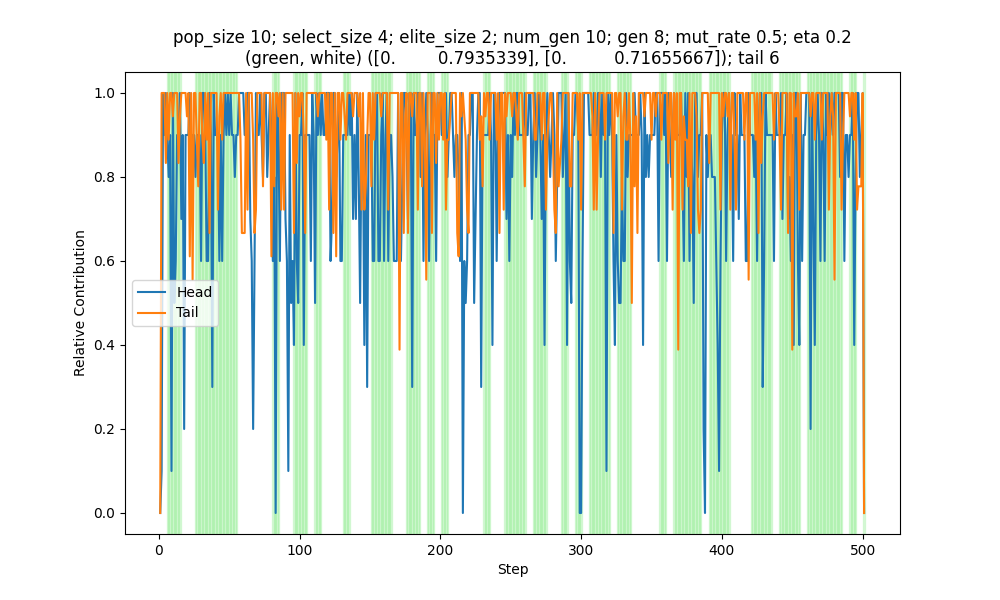 pop_size 10; select_size 4; elite_size 2; num_gen 10; gen 8; mut_rate 0.5; eta 0.2
(green, white) ([0.        0.7935339], [0.         0.71655667]); tail 6
1.0
0.8
0.6
0.4
0.2
0.0
Relative Contribution
Head
Tail
0
100
200
300
400
500
Step